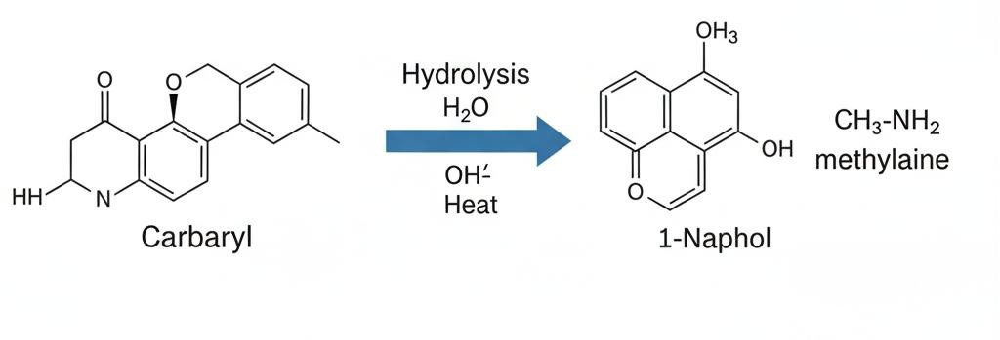 O
O
HH
N
Carbaryl
Hydrolysis
H₂O
OH′-
Heat
OH₃
OH
O
1-Naphol
CH₃-NH₂
methylaine